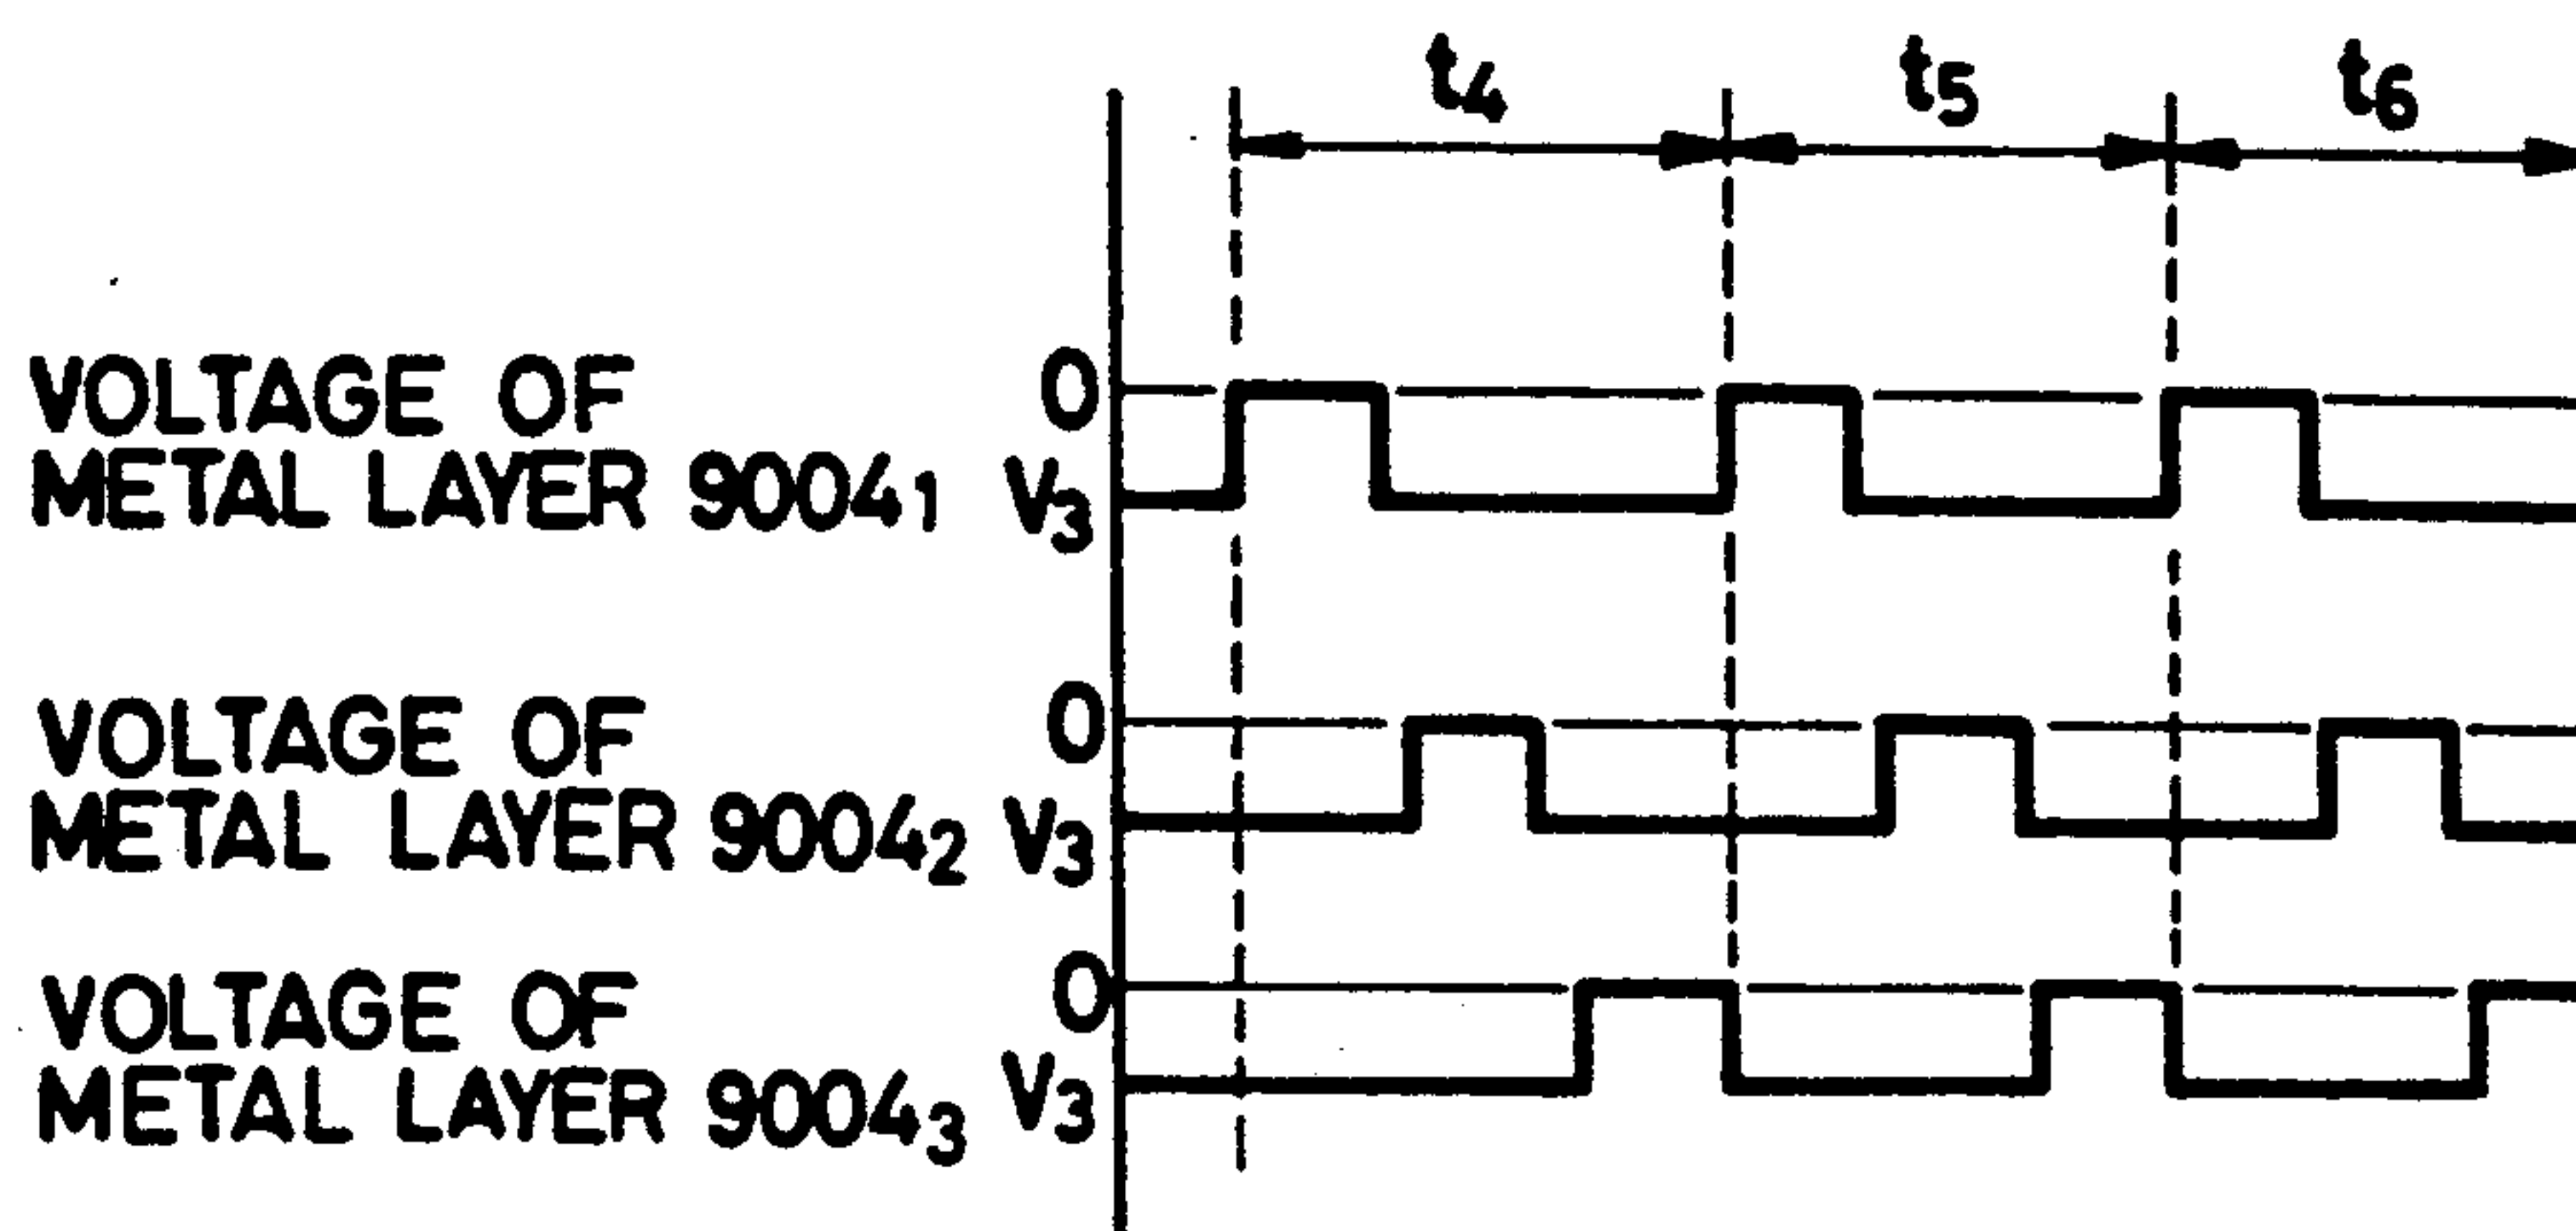 t4 t5 t6
VOLTAGE OF
METAL LAYER 90041
0
V3
VOLTAGE OF
METAL LAYER 90042
0
V3
VOLTAGE OF
METAL LAYER 90043
0
V3